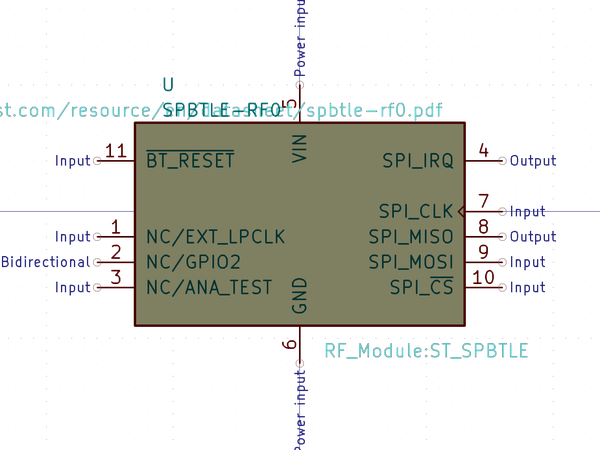 Power input
U
SPBTLE-RF0
5
st.com/resource/en/datasheet/spbtle-rf0.pdf
VIN
Input 11 BT_RESET
SPI_IRQ 4 Output
SPI_CLK 7 Input
Input 1 NC/EXT_LPCLK
SPI_MISO 8 Output
Bidirectional 2 NC/GPIO2
SPI_MOSI 9 Input
Input 3 NC/ANA_TEST
SPI_CS 10 Input
GND
6
RF_Module:ST_SPBTLE
Power input